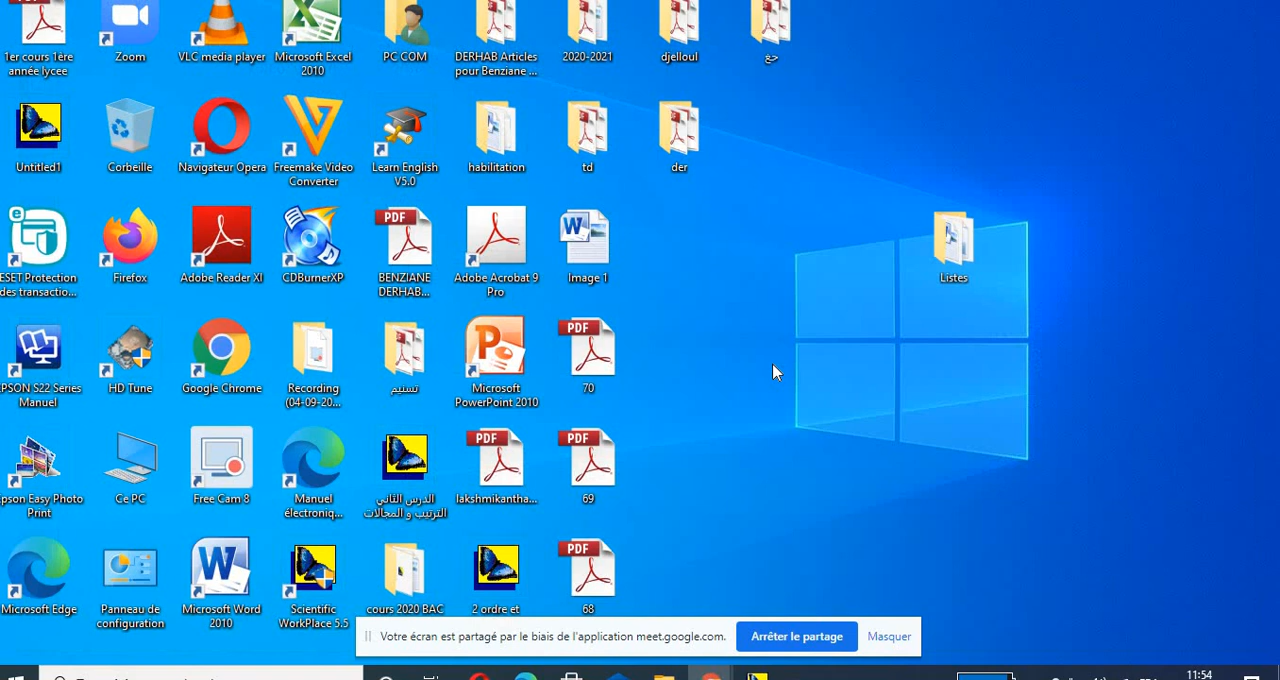 1er cours 1ère
année lycee
Zoom
VLC media player
Microsoft Excel
2010
PC COM
DERHAB Articles
pour Benziane ...
2020-2021
djelloul
حع
Untitled1
Corbeille
Navigateur Opera
Freemake Video
Converter
Learn English
V5.0
habilitation
td
der
ESET Protection
des transactio...
Firefox
Adobe Reader XI
CDBurnerXP
PDF
BENZIANE
DERHAB...
Adobe Acrobat 9
Pro
Image 1
Listes
EPSON S22 Series
Manuel
HD Tune
Google Chrome
Recording
(04-09-20...
تسنيم
Microsoft
PowerPoint 2010
PDF
70
Epson Easy Photo
Print
Ce PC
Free Cam 8
Manuel
électroniq...
الدرس الثاني
الترتيب و المجالات
PDF
lakshmikantha...
PDF
69
Microsoft Edge
Panneau de
configuration
Microsoft Word
2010
Scientific
WorkPlace 5.5
cours 2020 BAC
2 ordre et
PDF
68
Votre écran est partagé par le biais de l'application meet.google.com.
Arrêter le partage
Masquer
11:54